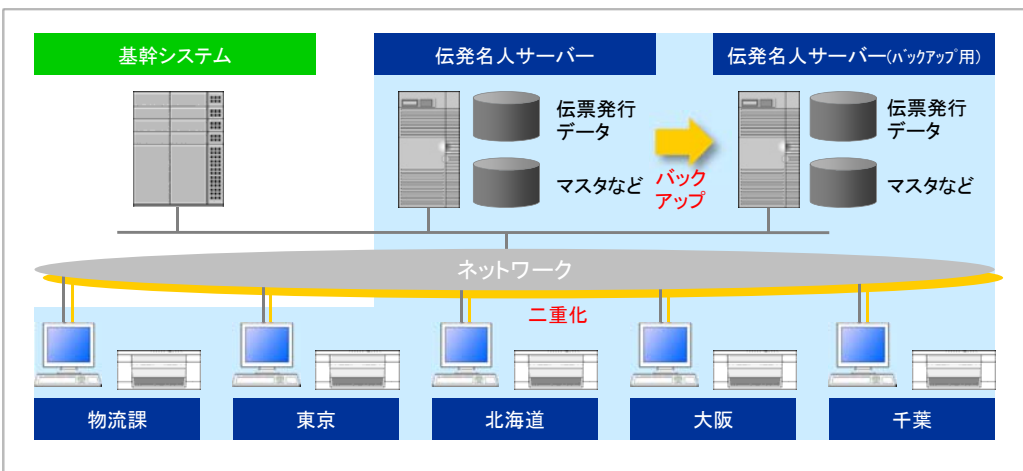 基幹システム
伝発名人サーバー
伝発名人サーバー(バックアップ用)
伝票発行
データ
マスタなど
バック
アップ
伝票発行
データ
マスタなど
ネットワーク
二重化
物流課
東京
北海道
大阪
千葉